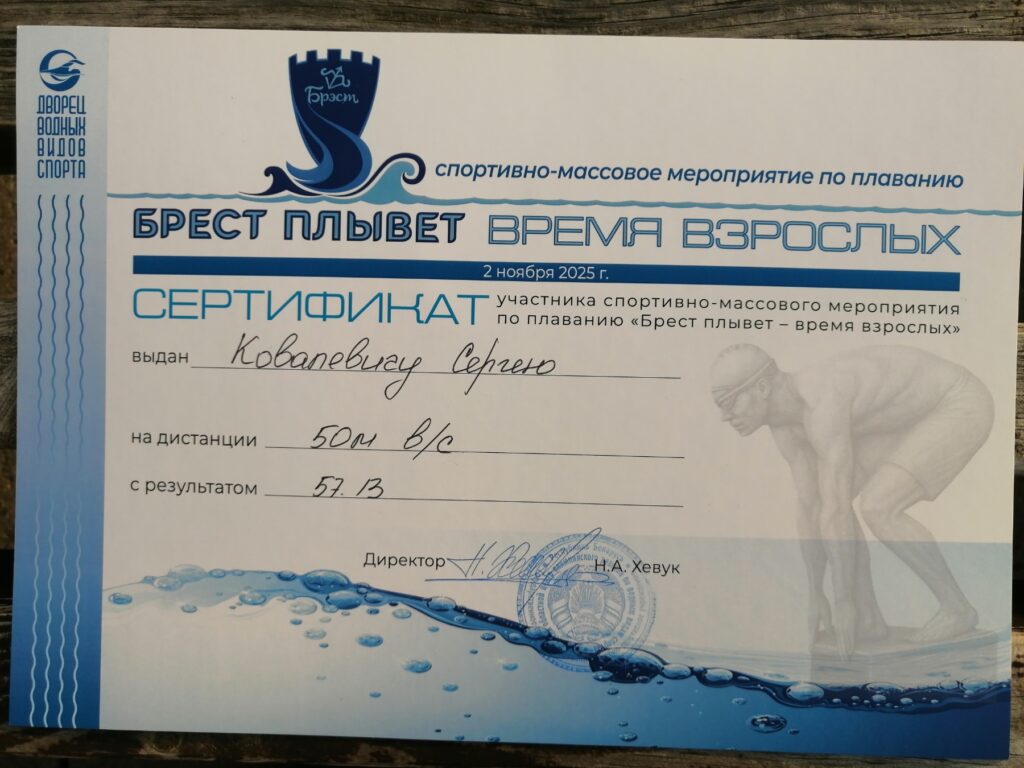 ДВОРЕЦ
ВОДНЫХ
ВИДОВ
СПОРТА
Брэст
спортивно-массовое мероприятие по плаванию
БРЕСТ ПЛЫВЕТ ВРЕМЯ ВЗРОСЛЫХ
2 ноября 2025 г.
СЕРТИФИКАТ участника спортивно-массового мероприятия
по плаванию «Брест плывет – время взрослых»
выдан Ковалевичу Сергею
на дистанции 50м в/с
с результатом 57.13
Директор Н.А. Хевук